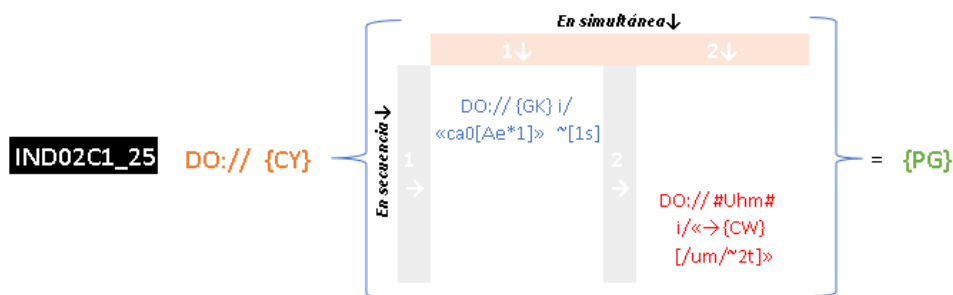 En simultánea↓
1↓ 2↓
En secuencia→
IND02C1_25 DO:// {CY}
1 →
DO:// {GK} i/
«ca0[Ae*1]» ~[1s]
2 →
DO:// #Uhm#
i/«→{CW}
[/um/~2t]»
= {PG}